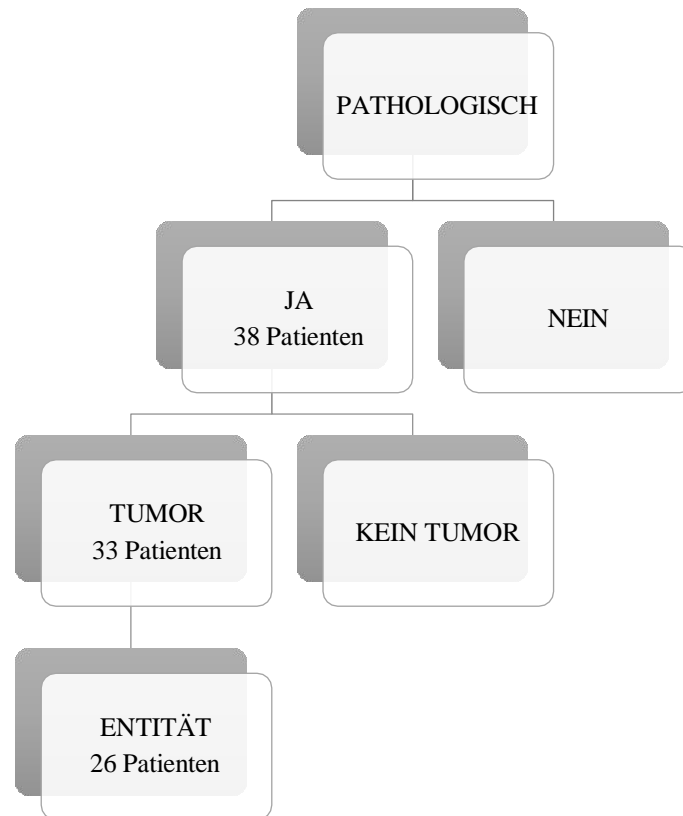 PATHOLOGISCH
JA
38 Patienten
NEIN
TUMOR
33 Patienten
KEIN TUMOR
ENTITÄT
26 Patienten